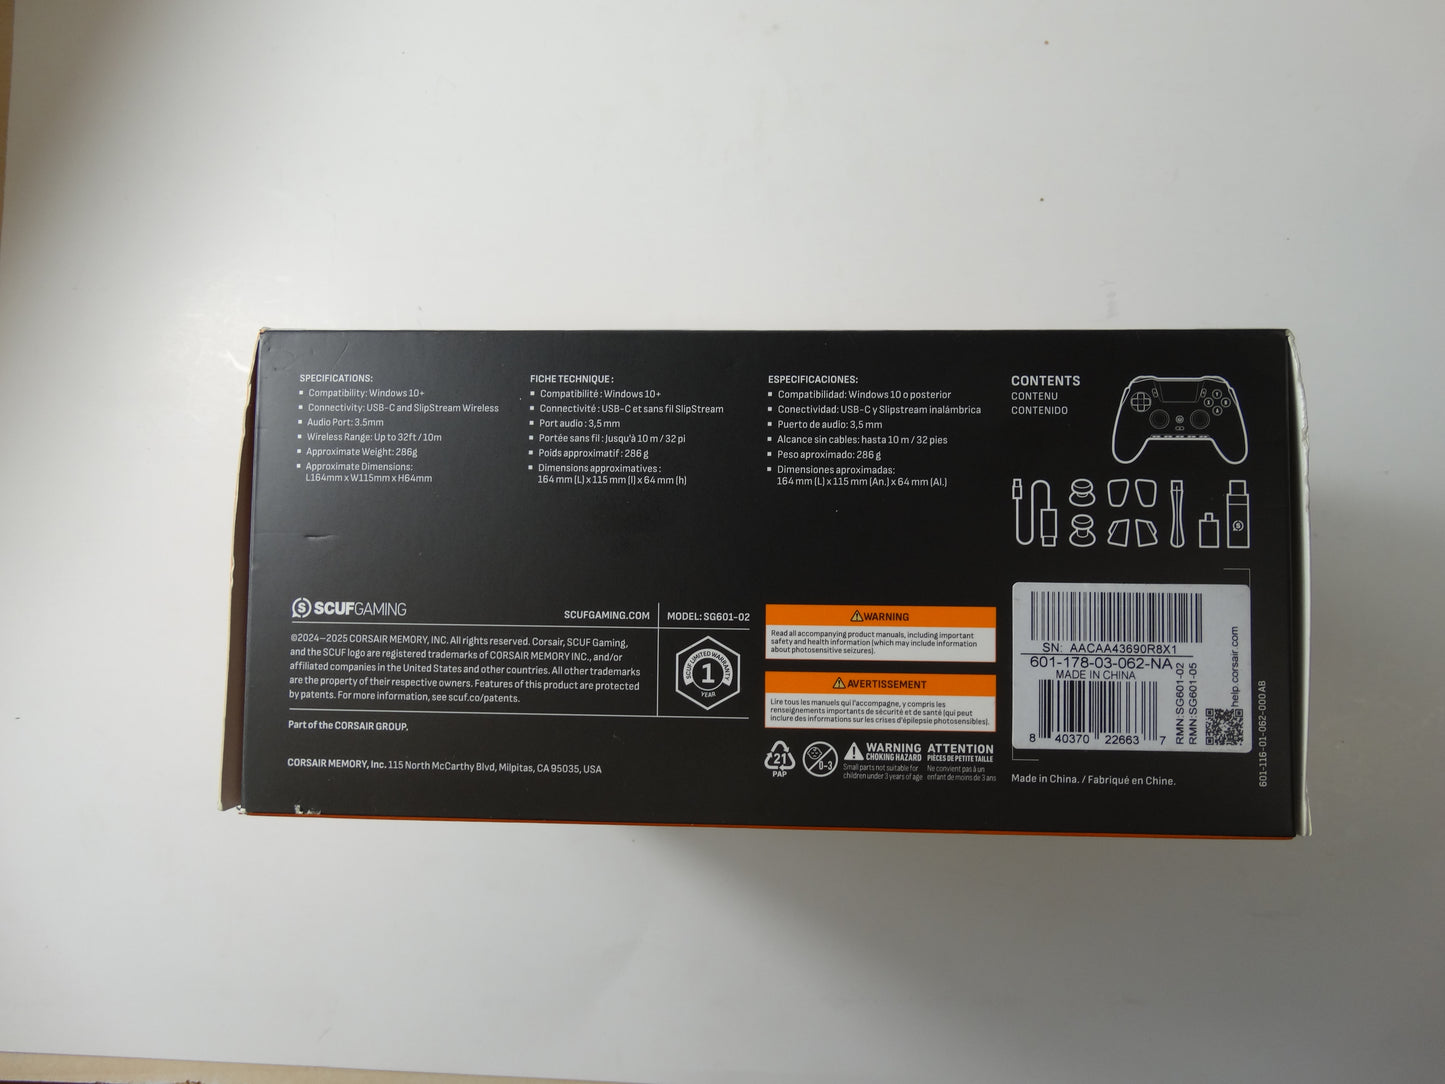 SPECIFICATIONS:
▪ Compatibility: Windows 10+
▪ Connectivity: USB-C and SlipStream Wireless
▪ Audio Port: 3.5mm
▪ Wireless Range: Up to 32ft / 10m
▪ Approximate Weight: 286g
▪ Approximate Dimensions:
L164mm x W115mm x H64mm
FICHE TECHNIQUE :
▪ Compatibilité : Windows 10+
▪ Connectivité : USB-C et sans fil SlipStream
▪ Port audio : 3,5 mm
▪ Portée sans fil : Jusqu'à 10 m / 32 pi
▪ Poids approximatif : 286 g
▪ Dimensions approximatives :
164 mm (L) x 115 mm (l) x 64 mm (h)
ESPECIFICACIONES:
▪ Compatibilidad: Windows 10 o posterior
▪ Conectividad: USB-C y Slipstream inalámbrica
▪ Puerto de audio: 3,5 mm
▪ Alcance sin cables: hasta 10 m / 32 pies
▪ Peso aproximado: 286 g
▪ Dimensiones aproximadas:
164 mm (L) x 115 mm (An.) x 64 mm (Al.)
CONTENTS
CONTENU
CONTENIDO
Y
X B
A
S SCUFGAMING
SCUFGAMING.COM
MODEL: SG601-02
©2024–2025 CORSAIR MEMORY, INC. All rights reserved. Corsair, SCUF Gaming,
and the SCUF logo are registered trademarks of CORSAIR MEMORY INC., and/or
affiliated companies in the United States and other countries. All other trademarks
are the property of their respective owners. Features of this product are protected
by patents. For more information, see scuf.co/patents.
SCUF LIMITED WARRANTY
1
YEAR
Part of the CORSAIR GROUP.
CORSAIR MEMORY, Inc. 115 North McCarthy Blvd, Milpitas, CA 95035, USA
WARNING
Read all accompanying product manuals, including important
safety and health information (which may include information
about photosensitive seizures).
AVERTISSEMENT
Lire tous les manuels qui l'accompagne, y compris les
renseignements importants de sécurité et de santé (qui peut
inclure des informations sur les crises d'épilepsie photosensibles).
21
PAP
0-3
WARNING
CHOKING HAZARD
Small parts not suitable for
children under 3 years of age
ATTENTION
PIÈCES DE PETITE TAILLE
Ne convient pas à un
enfant de moins de 3 ans
SN: AACAA43690R8X1
601-178-03-062-NA
MADE IN CHINA
8 40370 22663 7
RMN:SG601-02
RMN:SG601-05
help.corsair.com
Made in China. / Fabriqué en Chine.
601-116-01-062-000 AB